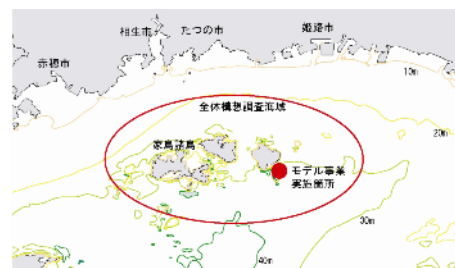 相生市
たつの市
姫路市
赤穂市
10m
全体構想調査海域
20m
家島諸島
モデル事業
実施箇所
30m
40m